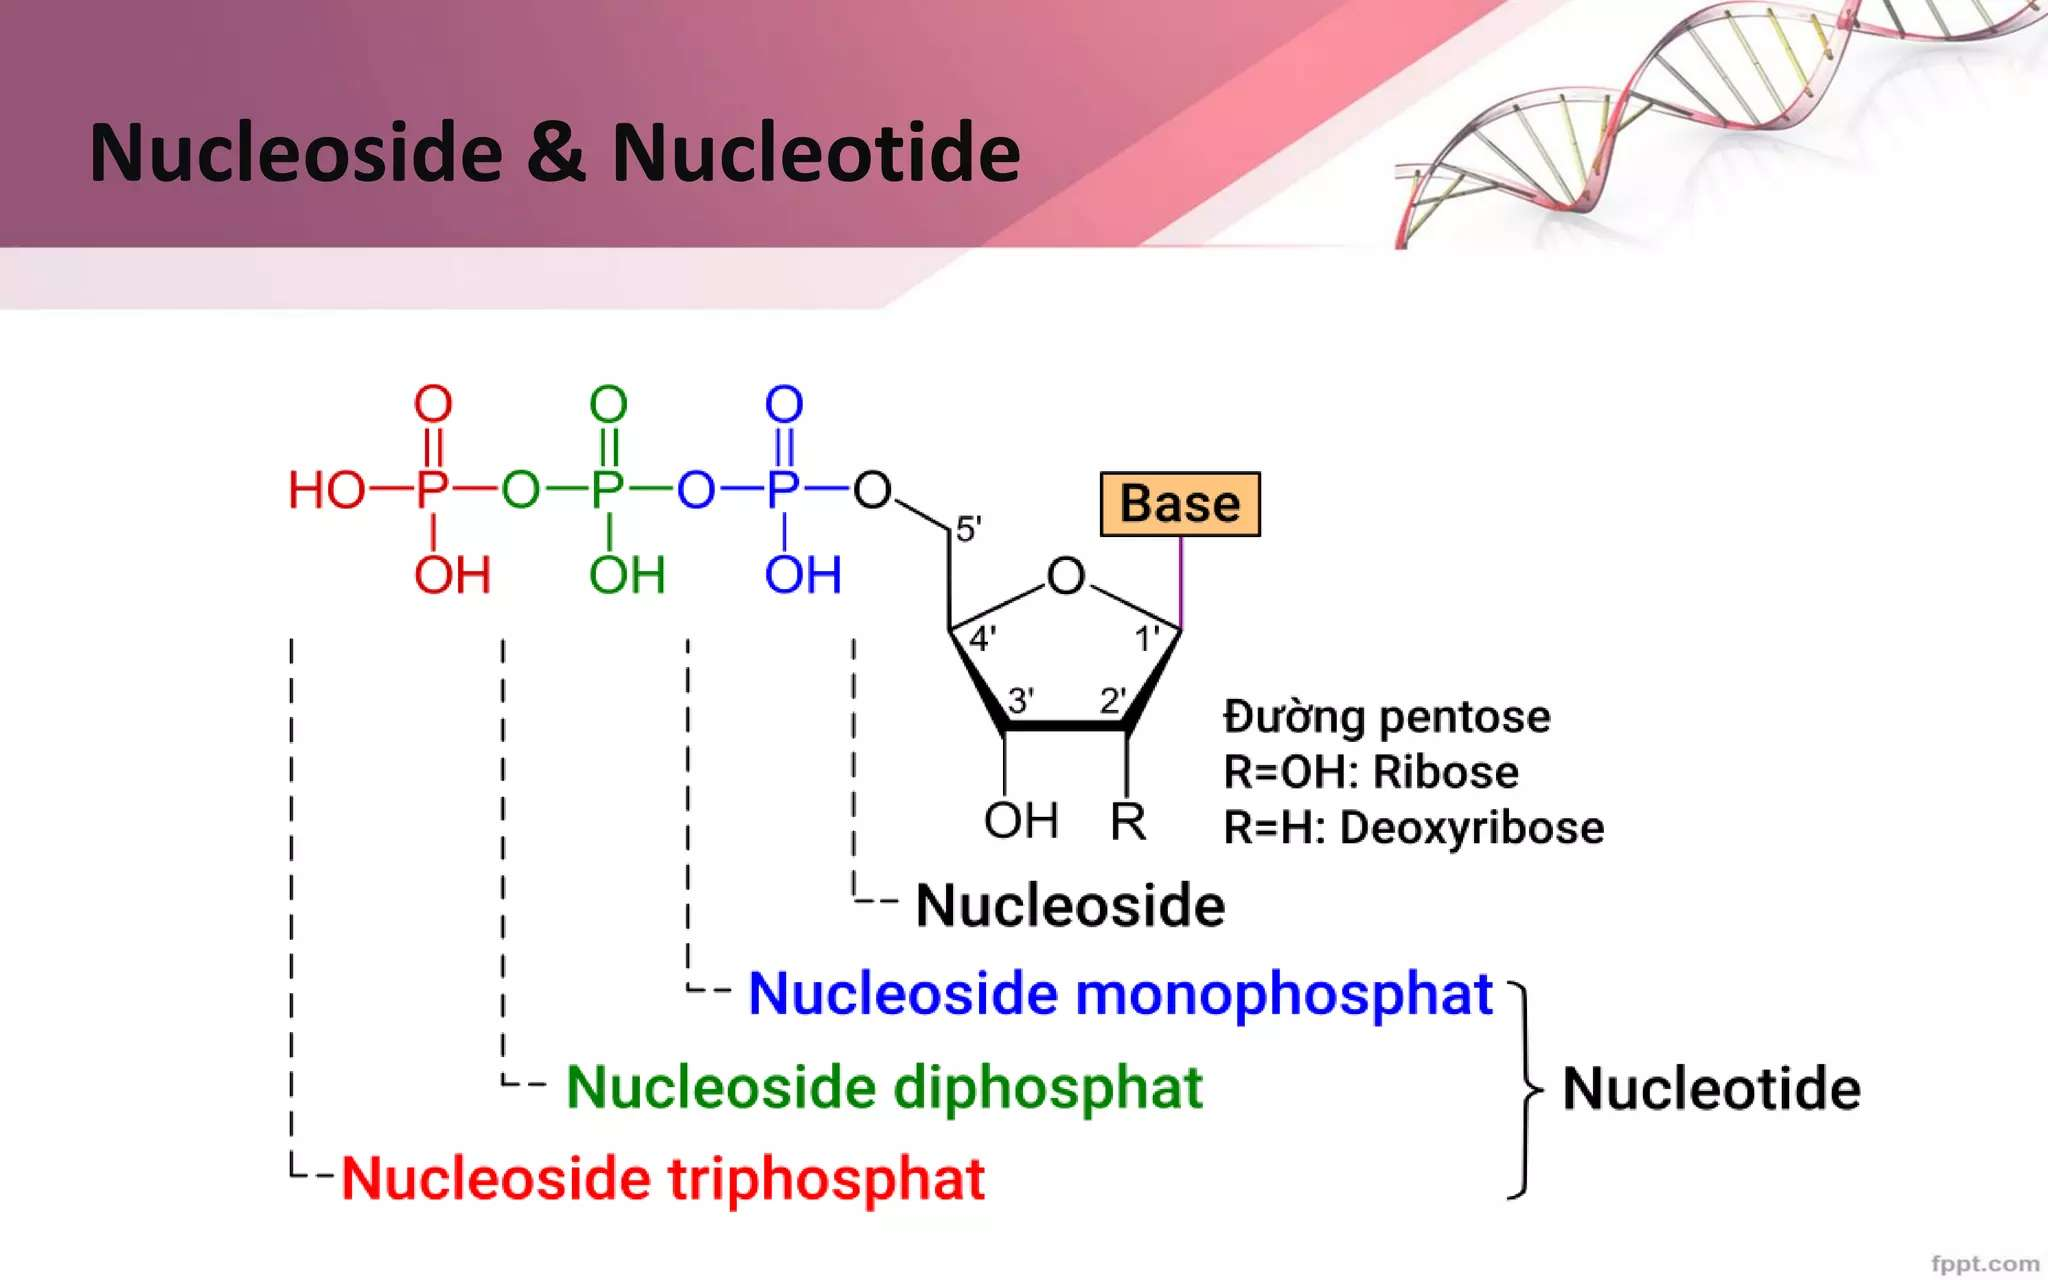 Nucleoside & Nucleotide
O O O
HO P O P O P O
OH OH OH
5'
Base
O
4' 1'
3' 2'
OH R
Đường pentose
R=OH: Ribose
R=H: Deoxyribose
Nucleoside
Nucleoside monophosphat
Nucleoside diphosphat
Nucleotide
Nucleoside triphosphat
fppt.com